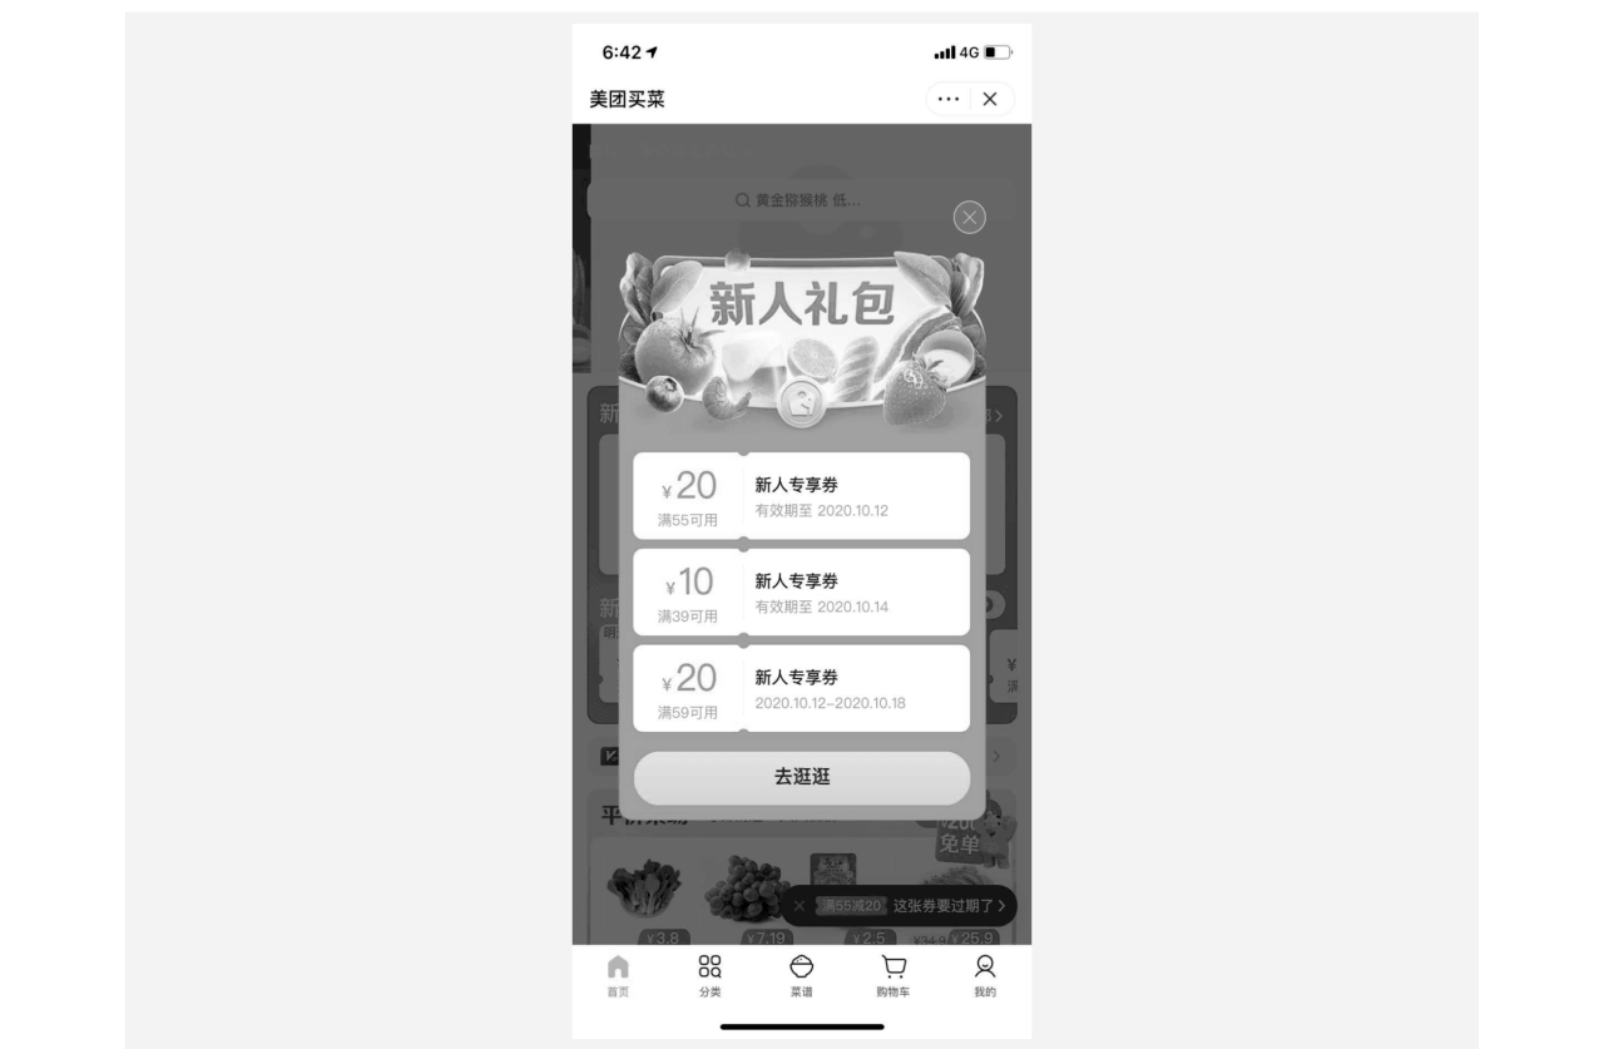 6:42
4G
美团买菜
黄金猕猴桃 低...
新人礼包
新
¥20
满55可用
新人专享券
有效期至 2020.10.12
¥10
满39可用
新人专享券
有效期至 2020.10.14
新
¥20
满59可用
新人专享券
2020.10.12-2020.10.18
¥
满
去逛逛
免单
满55减20 这张券要过期了
¥3.8
¥7.19
¥2.5
¥34.9 ¥25.9
首页
分类
菜谱
购物车
我的